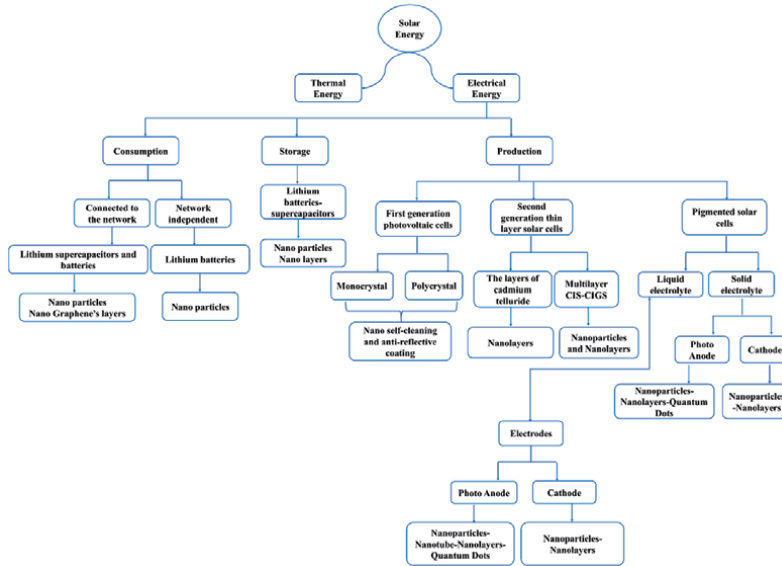 Solar
Energy
Thermal
Energy
Electrical
Energy
Consumption
Storage
Production
Connected to
the network
Network
independent
Lithium
batteries-
supercapacitors
First generation
photovoltaic cells
Second
generation thin
layer solar cells
Pigmented solar
cells
Lithium supercapacitors and
batteries
Lithium batteries
Nano particles
Nano layers
Monocrystal
Polycrystal
The layers of
cadmium
telluride
Multilayer
CIS-CIGS
Liquid
electrolyte
Solid
electrolyte
Nano particles
Nano Graphene's layers
Nano particles
Nano self-cleaning
and anti-reflective
coating
Nanolayers
Nanoparticles
and Nanolayers
Photo
Anode
Cathode
Nanoparticles-
Nanolayers-Quantum
Dots
Nanoparticles
-Nanolayers
Electrodes
Photo Anode
Cathode
Nanoparticles-
Nanotube-Nanolayers-
Quantum Dots
Nanoparticles-
Nanolayers